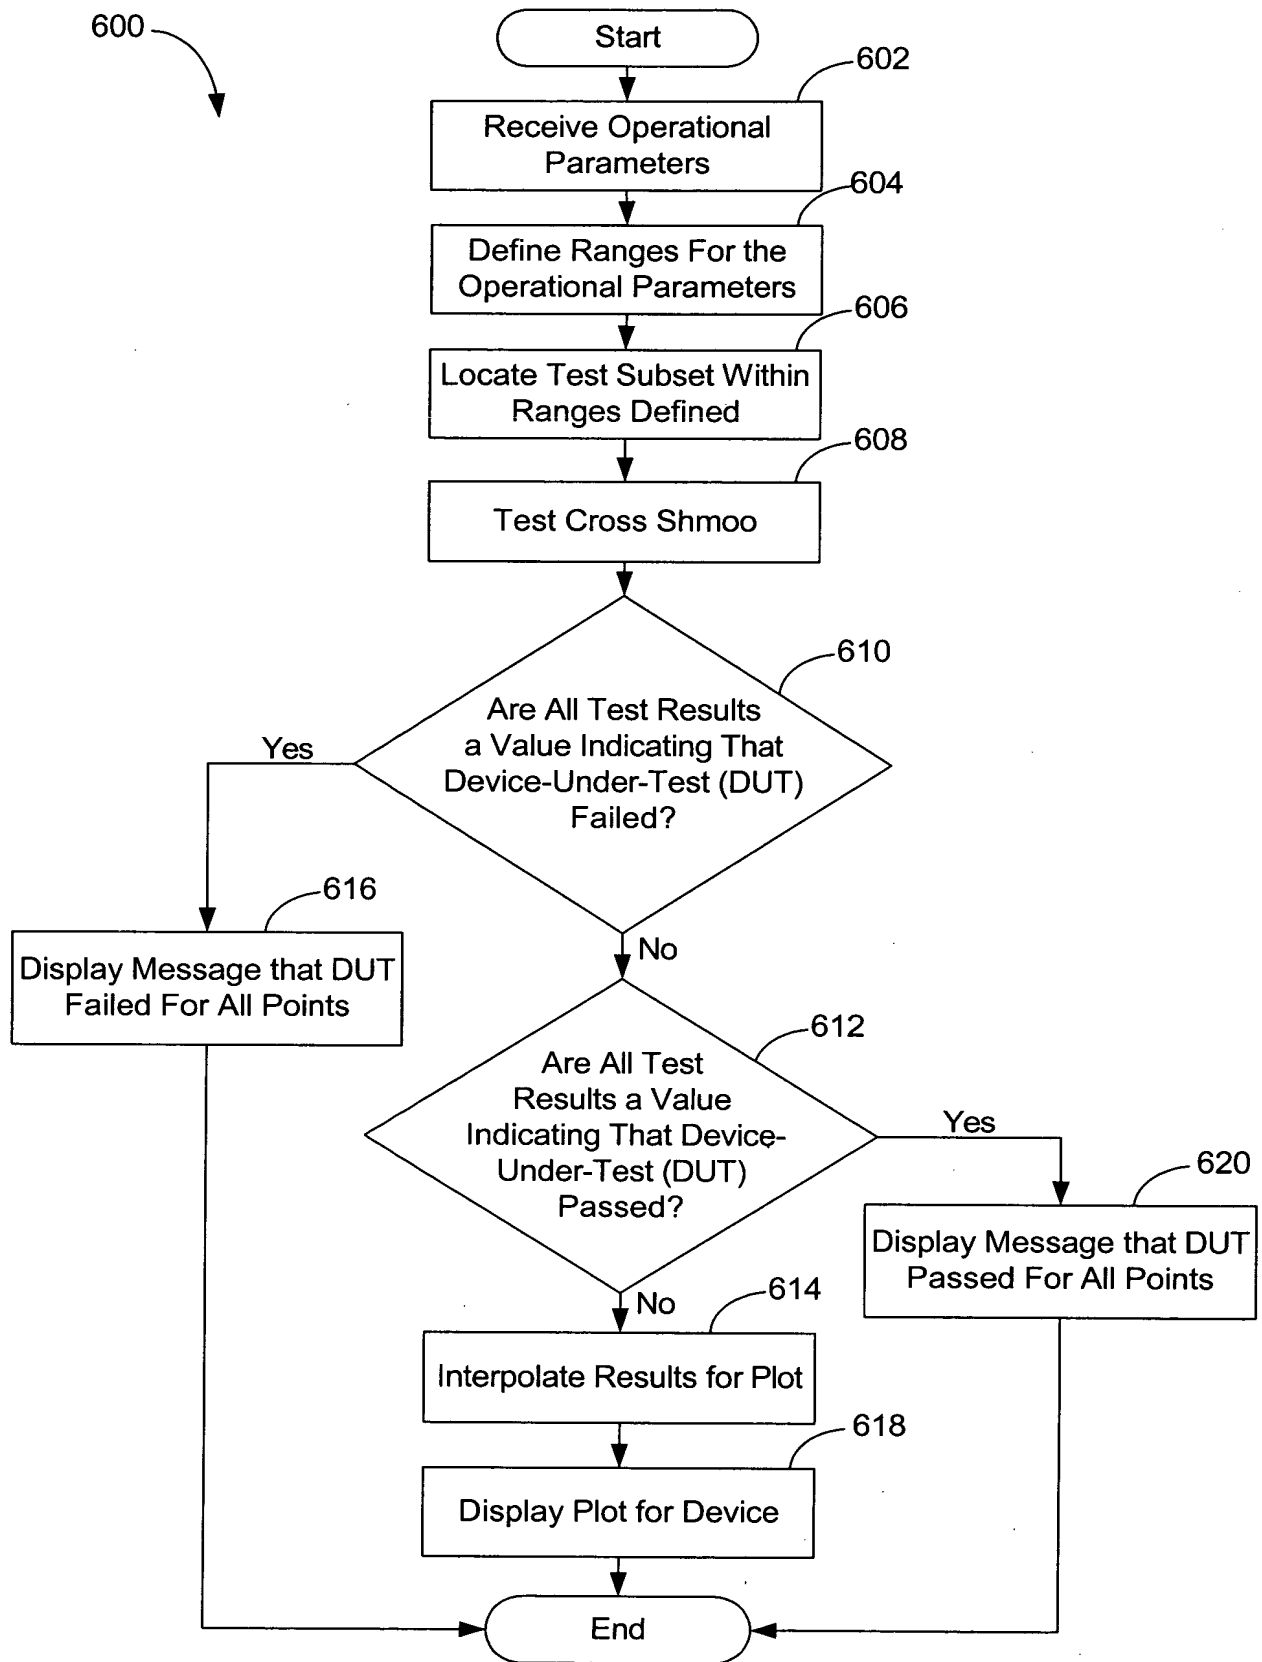 600
Start
602
Receive Operational
Parameters
604
Define Ranges For the
Operational Parameters
606
Locate Test Subset Within
Ranges Defined
608
Test Cross Shmoo
610
Are All Test Results
a Value Indicating That
Device-Under-Test (DUT)
Failed?
Yes
616
Display Message that DUT
Failed For All Points
No
612
Are All Test
Results a Value
Indicating That Device-
Under-Test (DUT)
Passed?
Yes
620
Display Message that DUT
Passed For All Points
No
614
Interpolate Results for Plot
618
Display Plot for Device
End